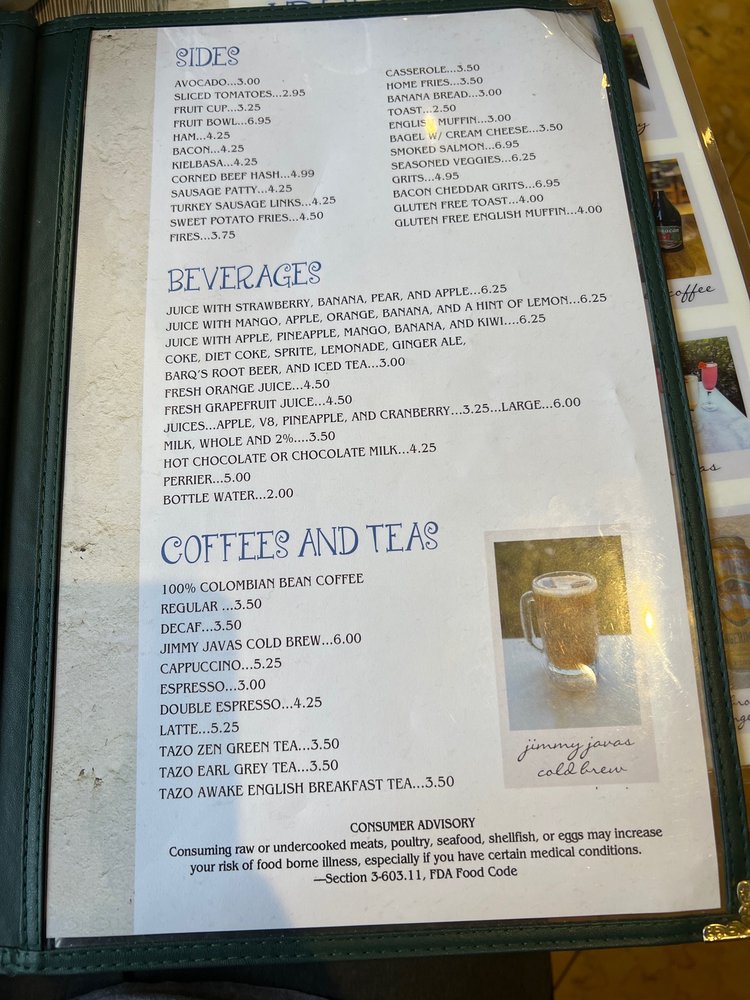 SIDES
AVOCADO...3.00
SLICED TOMATOES...2.95
FRUIT CUP...3.25
FRUIT BOWL...6.95
HAM...4.25
BACON...4.25
KIELBASA...4.25
CORNED BEEF HASH...4.99
SAUSAGE PATTY...4.25
TURKEY SAUSAGE LINKS...4.25
SWEET POTATO FRIES...4.50
FIRES...3.75
CASSEROLE...3.50
HOME FRIES...3.50
BANANA BREAD...3.00
TOAST...2.50
ENGLISH MUFFIN...3.00
BAGEL W/ CREAM CHEESE...3.50
SMOKED SALMON...6.95
SEASONED VEGGIES...6.25
GRITS...4.95
BACON CHEDDAR GRITS...6.95
GLUTEN FREE TOAST...4.00
GLUTEN FREE ENGLISH MUFFIN...4.00
BEVERAGES
JUICE WITH STRAWBERRY, BANANA, PEAR, AND APPLE...6.25
JUICE WITH MANGO, APPLE, ORANGE, BANANA, AND A HINT OF LEMON...6.25
JUICE WITH APPLE, PINEAPPLE, MANGO, BANANA, AND KIWI....6.25
COKE, DIET COKE, SPRITE, LEMONADE, GINGER ALE,
BARQ'S ROOT BEER, AND ICED TEA...3.00
FRESH ORANGE JUICE...4.50
FRESH GRAPEFRUIT JUICE...4.50
JUICES...APPLE, V8, PINEAPPLE, AND CRANBERRY...3.25...LARGE...6.00
MILK, WHOLE AND 2%....3.50
HOT CHOCOLATE OR CHOCOLATE MILK...4.25
PERRIER...5.00
BOTTLE WATER...2.00
COFFEES AND TEAS
100% COLOMBIAN BEAN COFFEE
REGULAR ...3.50
DECAF...3.50
JIMMY JAVAS COLD BREW...6.00
CAPPUCCINO...5.25
ESPRESSO...3.00
DOUBLE ESPRESSO...4.25
LATTE...5.25
TAZO ZEN GREEN TEA...3.50
TAZO EARL GREY TEA...3.50
TAZO AWAKE ENGLISH BREAKFAST TEA...3.50
jimmy javas
cold brew
CONSUMER ADVISORY
Consuming raw or undercooked meats, poultry, seafood, shellfish, or eggs may increase
your risk of food borne illness, especially if you have certain medical conditions.
—Section 3-603.11, FDA Food Code
coffee